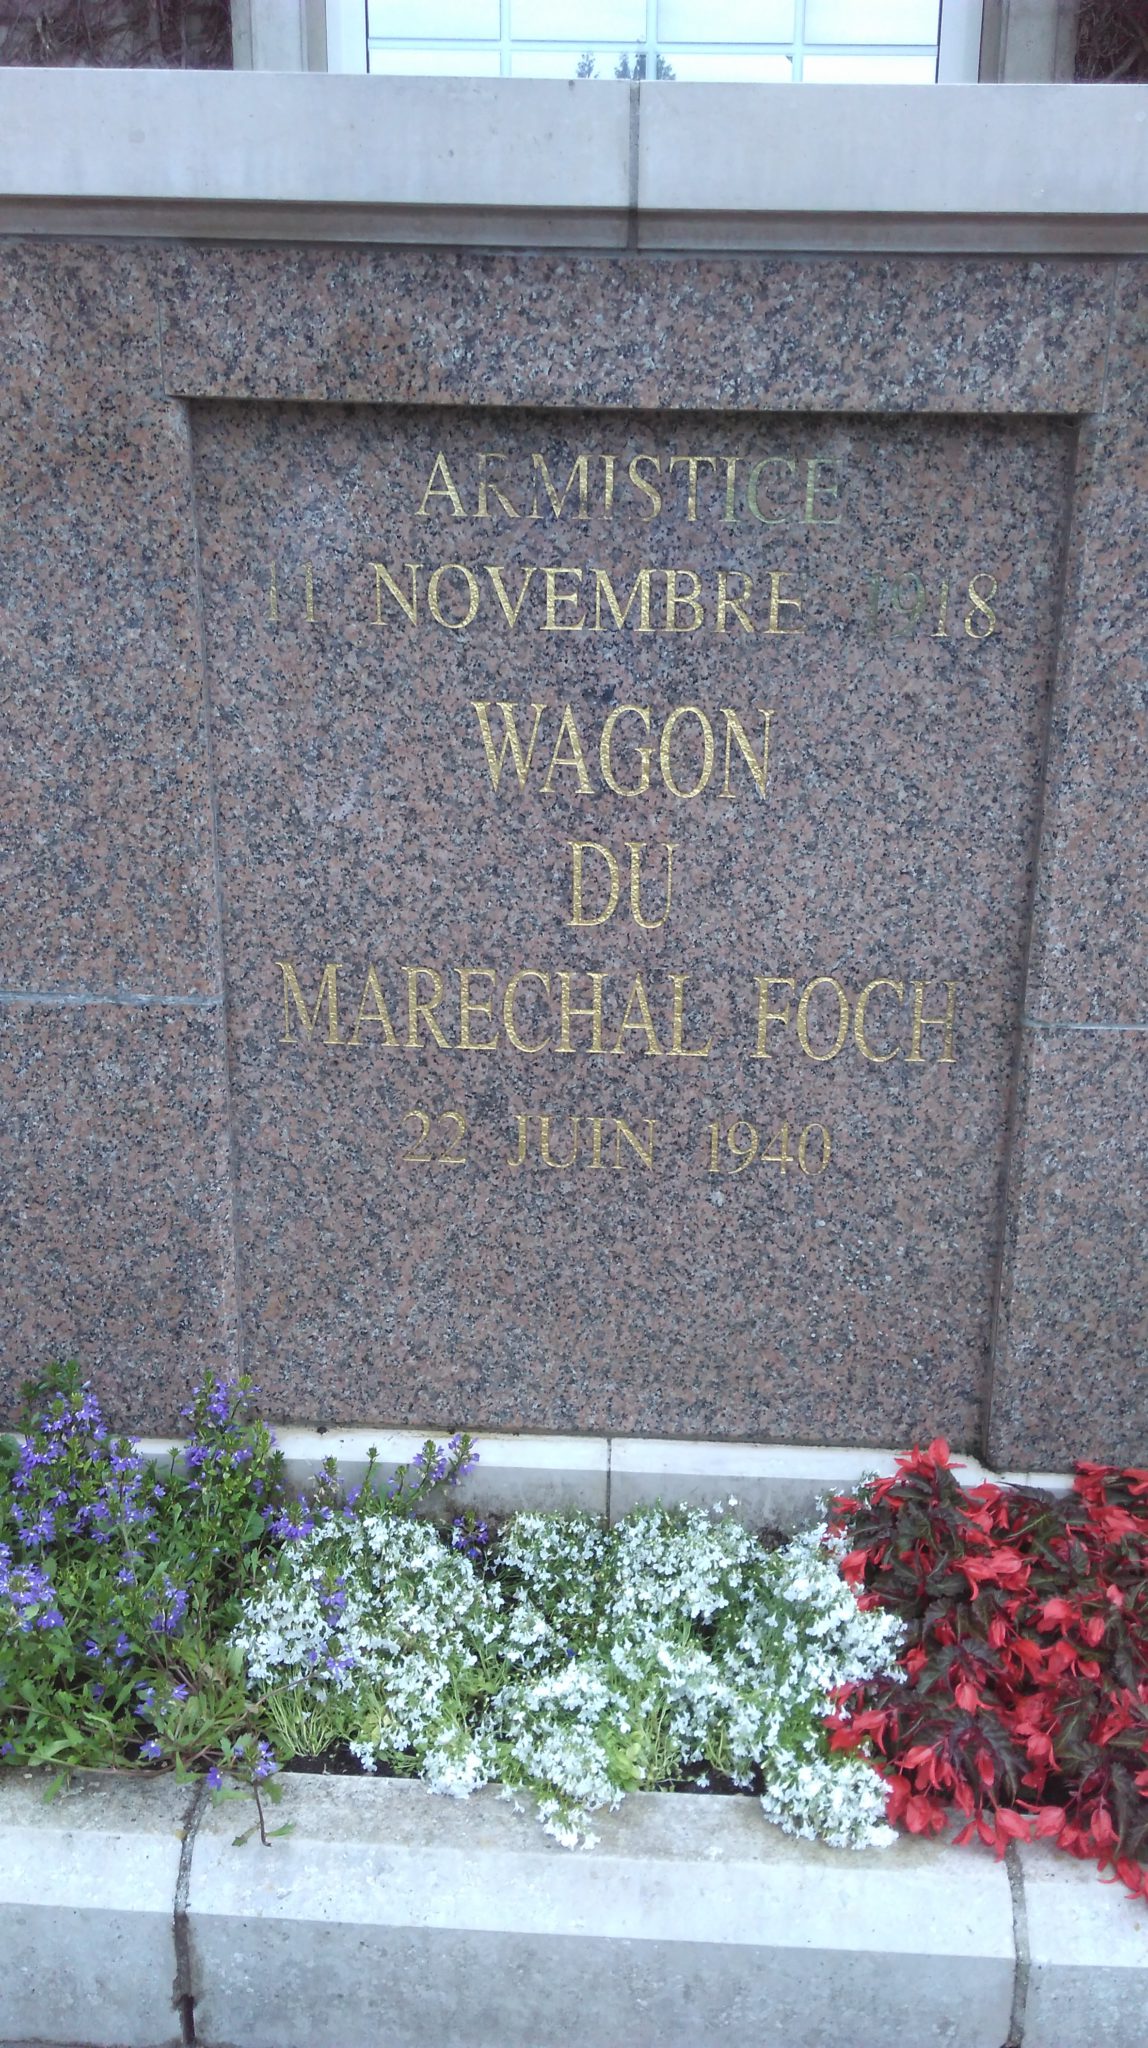 ARMISTICE
11 NOVEMBRE 1918
WAGON
DU
MARECHAL FOCH
22 JUIN 1940